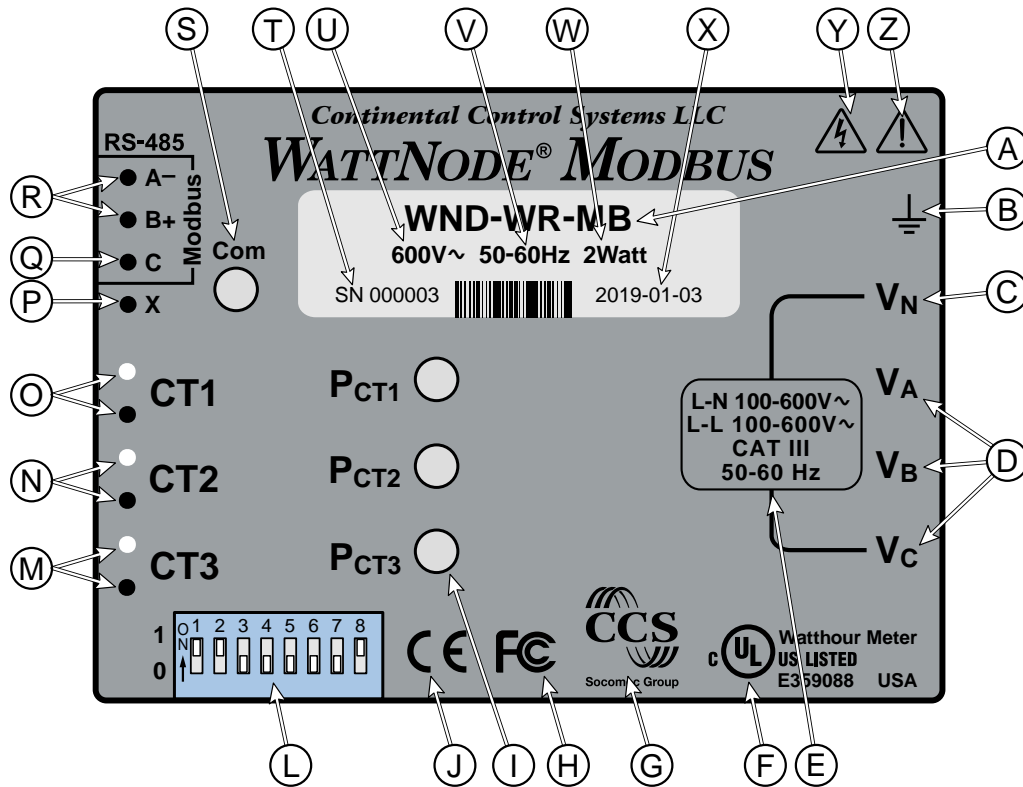 S T U V W X Y Z
Continental Control Systems LLC
WATTNODE® MODBUS
RS-485
A−
B+
C
Modbus
X
Com
WND-WR-MB
600V~ 50-60Hz 2Watt
SN 000003
2019-01-03
R
Q
P
O
N
M
A
B
C
D
VN
VA
VB
VC
CT1
CT2
CT3
PCT1
PCT2
PCT3
L-N 100-600V~
L-L 100-600V~
CAT III
50-60 Hz
1
0
ON
1 2 3 4 5 6 7 8
CE
FC
CCS
Socomec Group
C UL US LISTED
Watthour Meter
E359088 USA
L J I H G F E